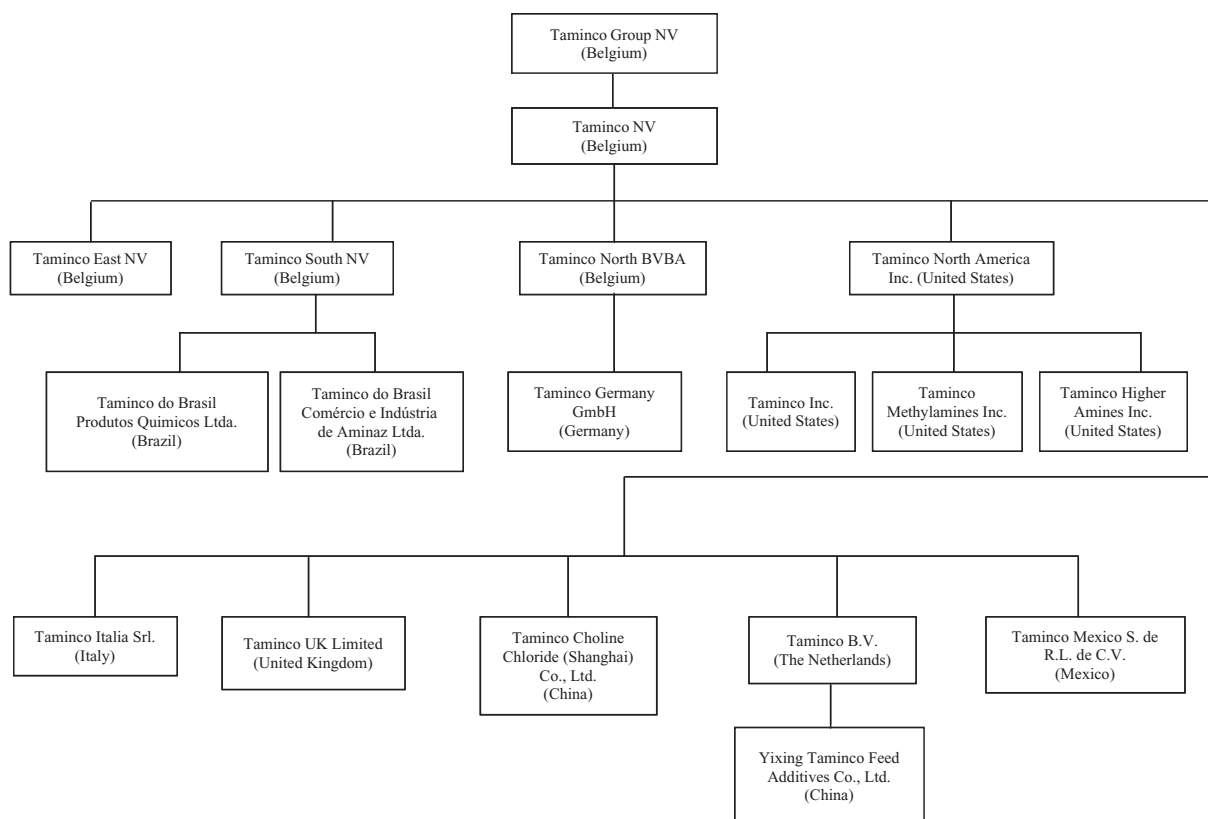 Taminco Group NV
(Belgium)
Taminco NV
(Belgium)
Taminco East NV
(Belgium)
Taminco South NV
(Belgium)
Taminco North BVBA
(Belgium)
Taminco North America
Inc. (United States)
Taminco do Brasil
Produtos Quimicos Ltda.
(Brazil)
Taminco do Brasil
Comércio e Indústria
de Aminaz Ltda.
(Brazil)
Taminco Germany
GmbH
(Germany)
Taminco Inc.
(United States)
Taminco
Methylamines Inc.
(United States)
Taminco Higher
Amines Inc.
(United States)
Taminco Italia Srl.
(Italy)
Taminco UK Limited
(United Kingdom)
Taminco Choline
Chloride (Shanghai)
Co., Ltd.
(China)
Taminco B.V.
(The Netherlands)
Taminco Mexico S. de
R.L. de C.V.
(Mexico)
Yixing Taminco Feed
Additives Co., Ltd.
(China)